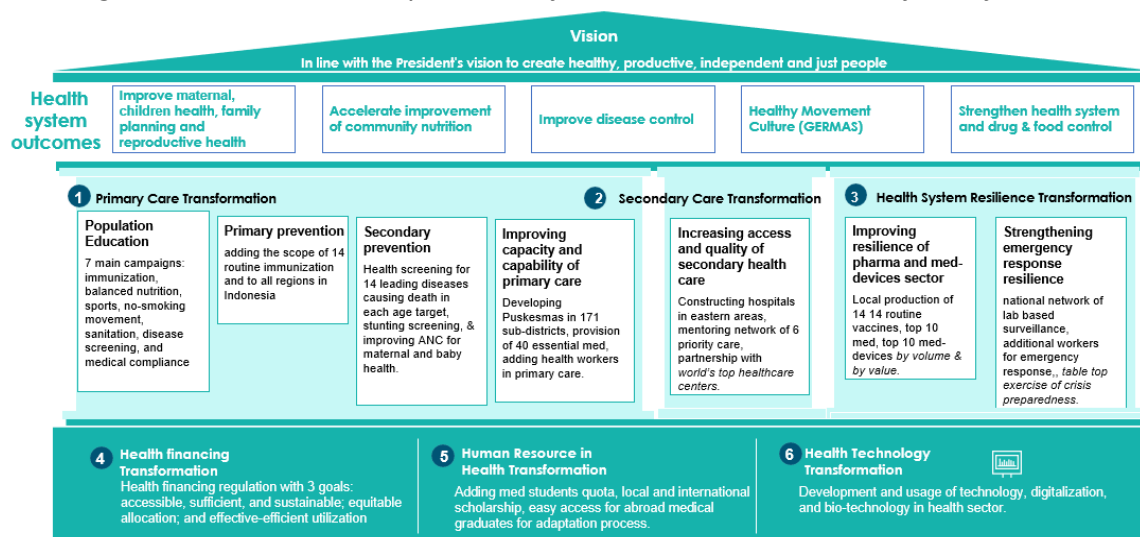 Vision
In line with the President's vision to create healthy, productive, independent and just people
Health
system
outcomes
Improve maternal,
children health, family
planning and
reproductive health
Accelerate improvement
of community nutrition
Improve disease control
Healthy Movement
Culture (GERMAS)
Strengthen health system
and drug & food control
1 Primary Care Transformation
Population
Education
7 main campaigns:
immunization,
balanced nutrition,
sports, no-smoking
movement,
sanitation, disease
screening, and
medical compliance
Primary prevention
adding the scope of 14
routine immunization
and to all regions in
Indonesia
Secondary
prevention
Health screening for
14 leading diseases
causing death in
each age target,
stunting screening, &
improving ANC for
maternal and baby
health.
Improving
capacity and
capability of
primary care
Developing
Puskesmas in 171
sub-districts, provision
of 40 essential med,
adding health workers
in primary care.
2 Secondary Care Transformation
Increasing access
and quality of
secondary health
care
Constructing hospitals
in eastern areas,
mentoring network of 6
priority care,
partnership with
world's top healthcare
centers.
3 Health System Resilience Transformation
Improving
resilience of
pharma and med-
devices sector
Local production of
14 14 routine
vaccines, top 10
med, top 10 med-
devices by volume &
by value.
Strengthening
emergency
response
resilience
national network of
lab based
surveillance,
additional workers
for emergency
response,, table top
exercise of crisis
preparedness.
4 Health financing
Transformation
Health financing regulation with 3 goals:
accessible, sufficient, and sustainable; equitable
allocation; and effective-efficient utilization
5 Human Resource in
Health Transformation
Adding med students quota, local and international
scholarship, easy access for abroad medical
graduates for adaptation process.
6 Health Technology
Transformation
Development and usage of technology, digitalization,
and bio-technology in health sector.